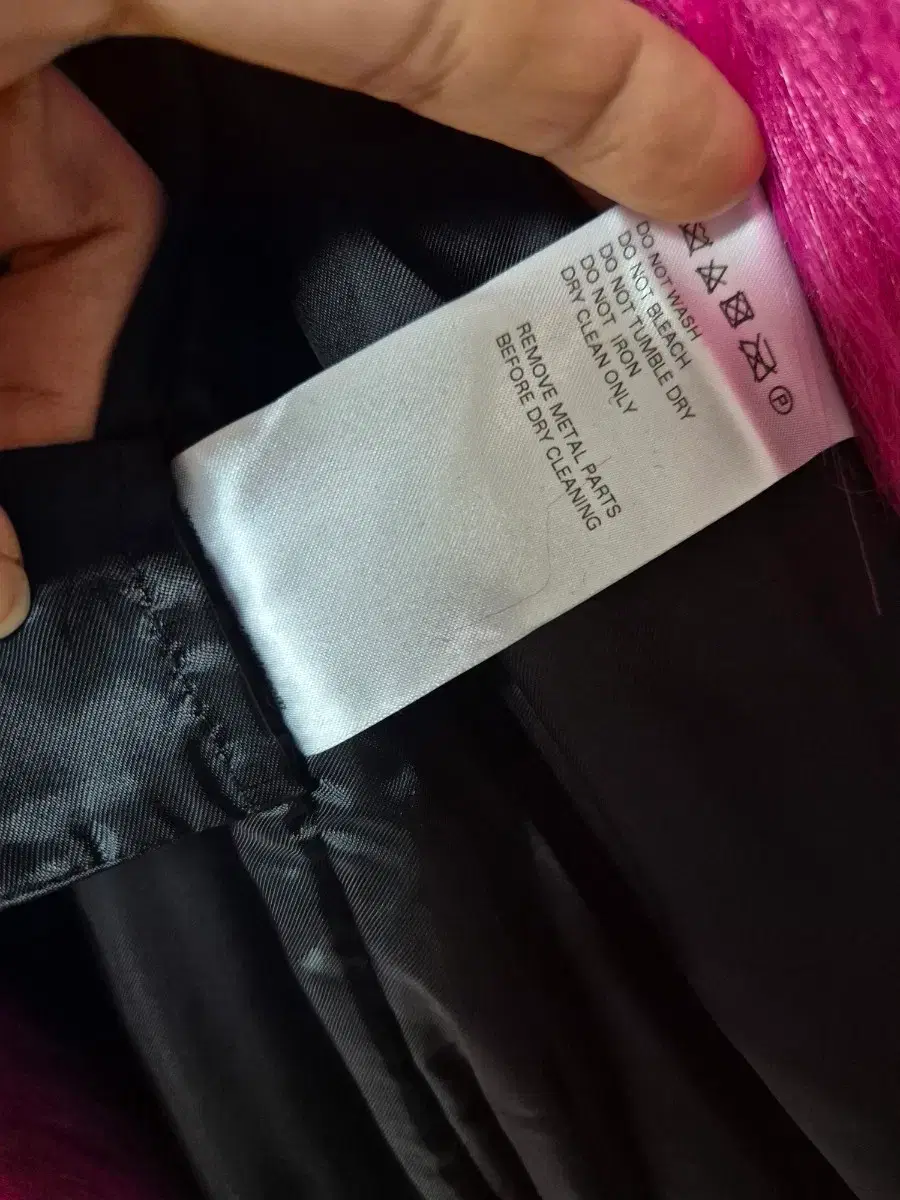 DO NOT WASH
DO NOT BLEACH
DO NOT TUMBLE DRY
DO NOT IRON
DRY CLEAN ONLY
REMOVE METAL PARTS
BEFORE DRY CLEANING
P